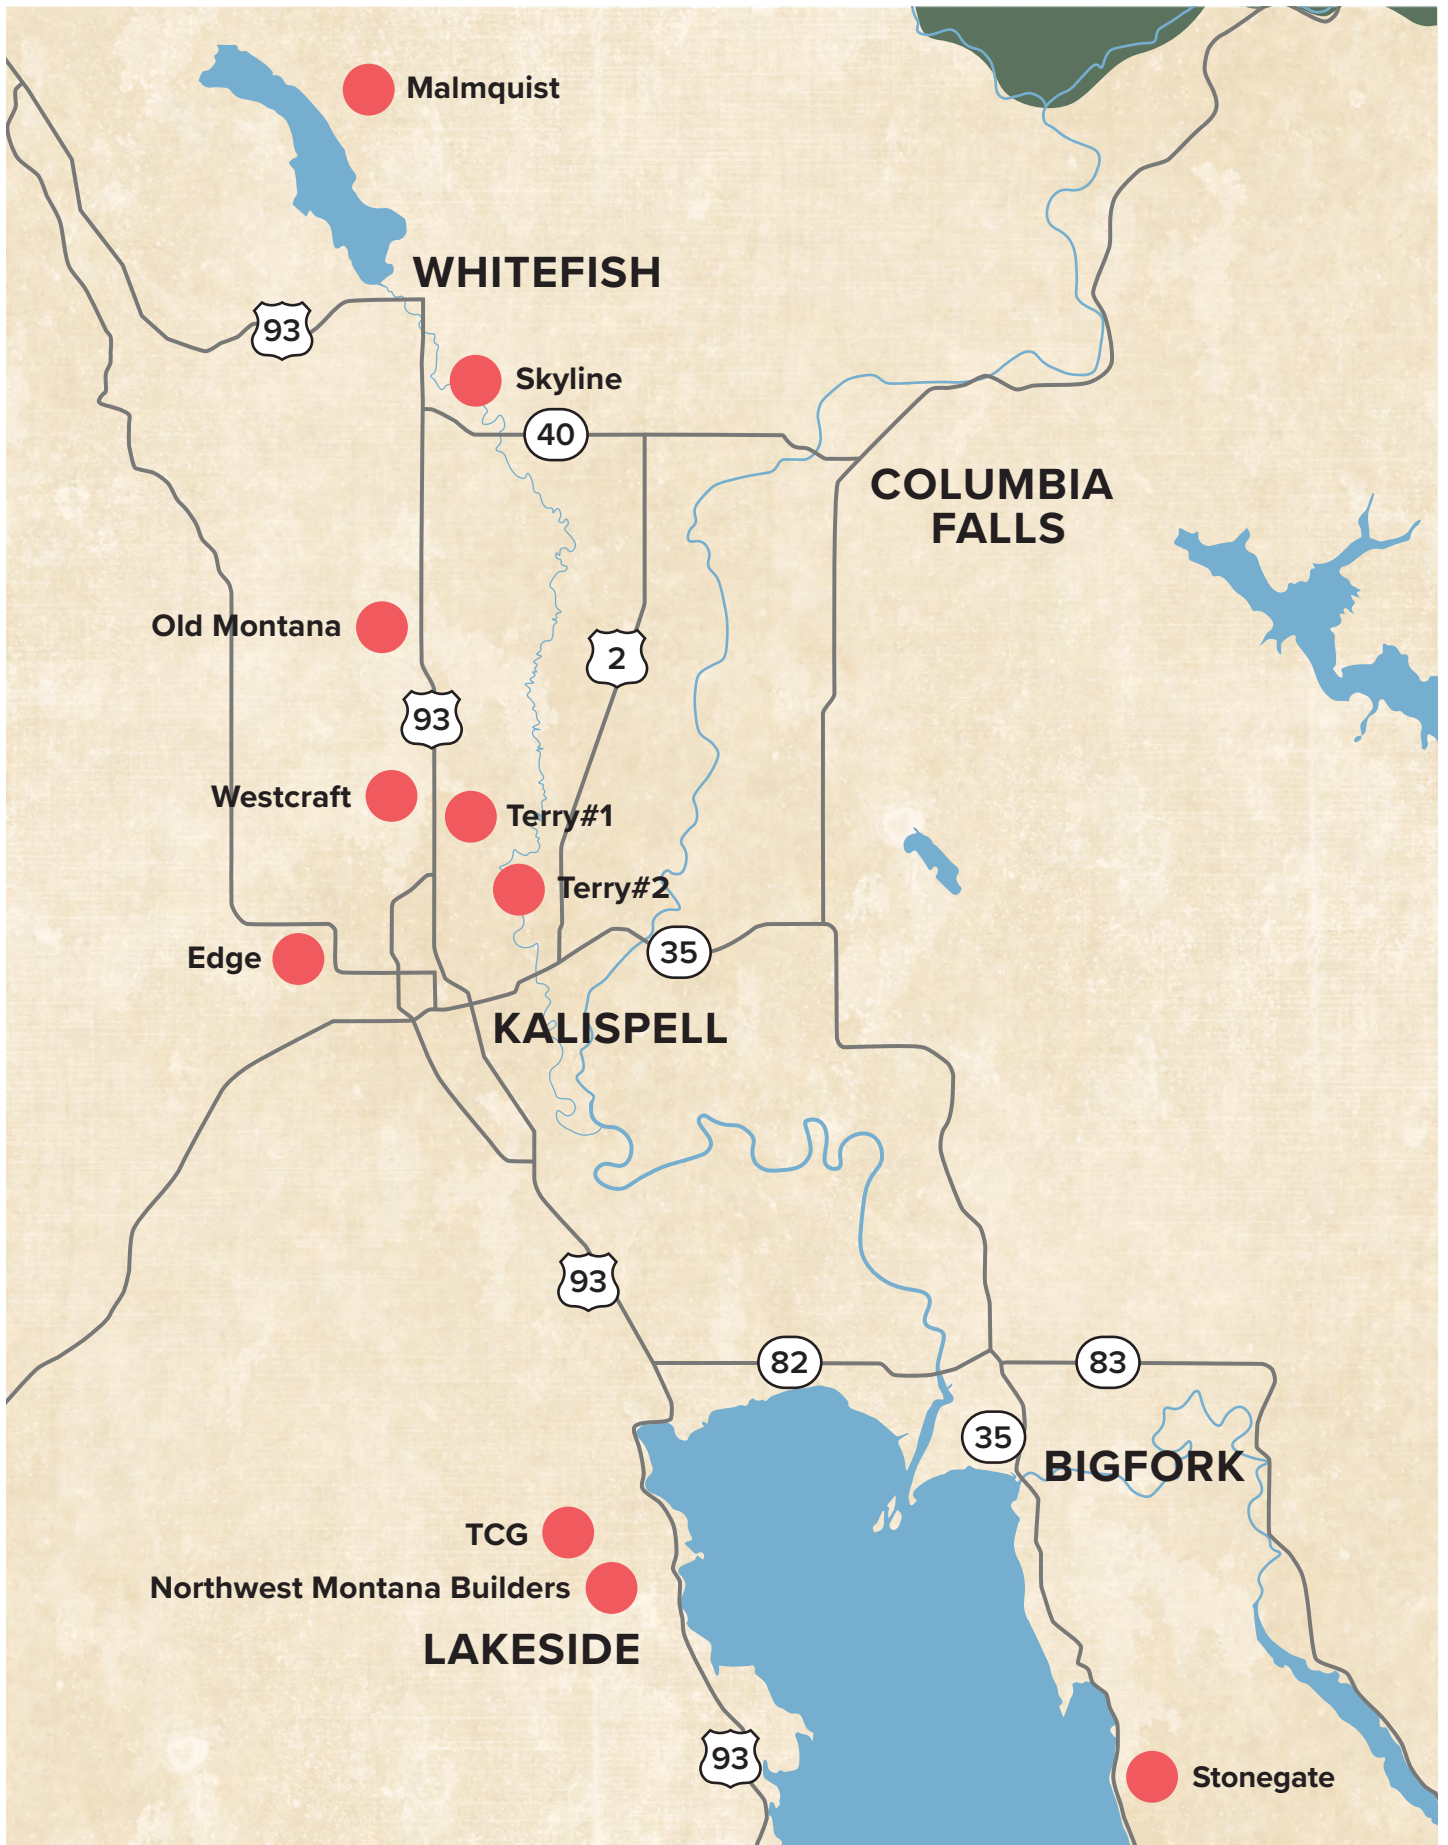 Malmquist
WHITEFISH
93
Skyline
40
COLUMBIA
FALLS
Old Montana
2
93
Westcraft
Terry#1
Terry#2
35
Edge
KALISPELL
93
82
83
35
BIGFORK
TCG
Northwest Montana Builders
LAKESIDE
93
Stonegate